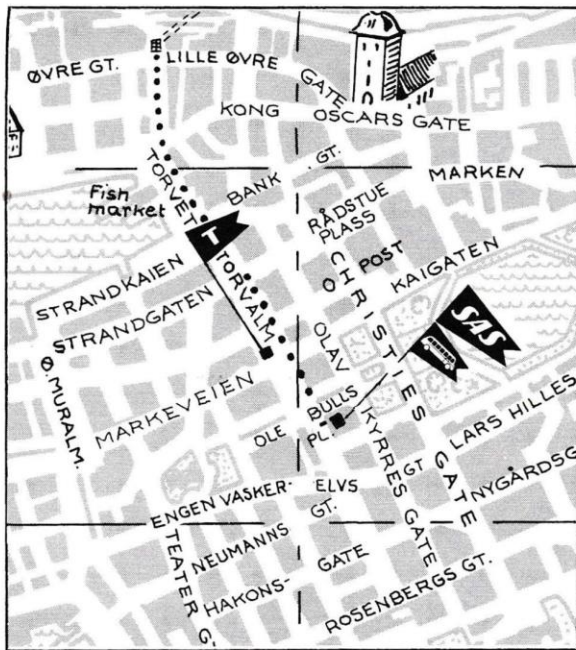 ØVRE GT.
LILLE ØVRE
GATE
KONG
OSCARS GATE
GT.
MARKEN
TORVET
Fish
market
BANK
RÅDSTUE
PLASS
T
POST
KAIGATEN
STRANDKAIEN
TORVALM
STRANDGATEN
O
CHRISTIES GATE
SAS
Ø. MURALM.
OLAV
KYRRES GATE
MARKEVEIEN
OLE
BULLS
PL.
LARS HILLES
GT
ENGEN
VASKER-
ELVS
GT.
NYGÅRDSG
TEATER G-
NEUMANNS
GATE
HAKONS-
ROSENBERGS GT.